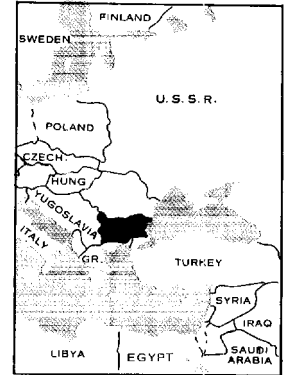 FINLAND
SWEDEN
U.S.S.R.
POLAND
CZECH.
HUNG.
YUGOSLAVIA
ITALY
GR.
TURKEY
SYRIA
IRAQ
LIBYA
EGYPT
SAUDI
ARABIA